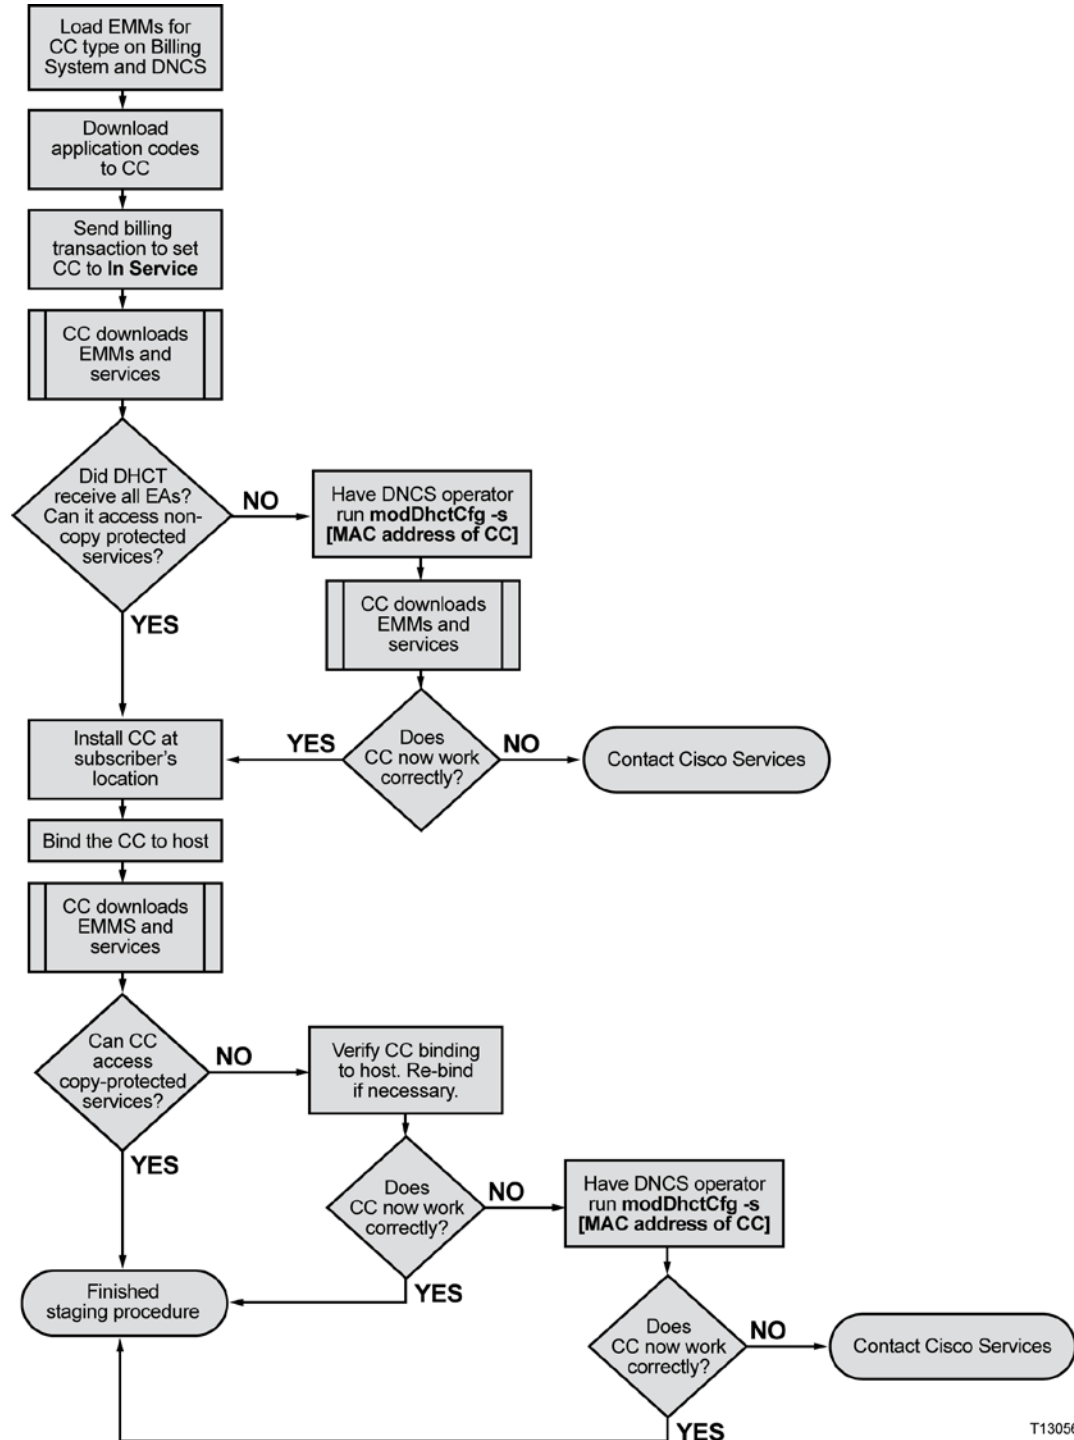 Load EMMs for
CC type on Billing
System and DNCS
Download
application codes
to CC
Send billing
transaction to set
CC to In Service
CC downloads
EMMs and
services
Did DHCT
receive all EAs?
Can it access non-
copy protected
services?
NO
Have DNCS operator
run modDhctCfg -s
[MAC address of CC]
YES
CC downloads
EMMs and
services
Install CC at
subscriber's
location
YES
Does
CC now work
correctly?
NO
Contact Cisco Services
Bind the CC to host
CC downloads
EMMS and
services
Can CC
access
copy-protected
services?
NO
Verify CC binding
to host. Re-bind
if necessary.
YES
Does
CC now work
correctly?
NO
Have DNCS operator
run modDhctCfg -s
[MAC address of CC]
YES
Finished
staging procedure
Does
CC now work
correctly?
NO
Contact Cisco Services
YES
T13056